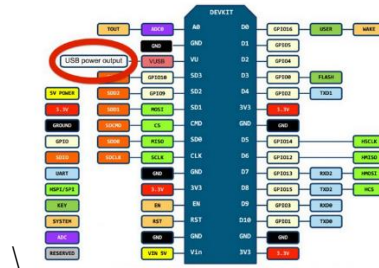 DEVKIT
TOUT ADC0 A0 D0 GPIO16 USER WAKE
GND GND D1 GPIO5
USB power output VUSB VU D2 GPIO4
GPIO10 SD3 D3 GPIO0 FLASH
5V POWER SDD2 GPIO9 SD2 D4 GPIO2 TXD1
3.3V SDD1 MOSI SD1 3V3 3.3V
GROUND SDCMD CS CMD GND GND
GPIO SDD0 MISO SD0 D5 GPIO14 HSCLK
SDIO SDCLK SCLK CLK D6 GPIO12 HMISO
UART GND GND D7 GPIO13 RXD2 HMOSI
HSPI/SPI 3.3V 3V3 D8 GPIO15 TXD2 HCS
KEY EN EN D9 GPIO3 RXD0
SYSTEM RST RST D10 GPIO1 TXD0
ADC GND GND GND GND
RESERVED VIN 5V Vin 3V3 3.3V
\